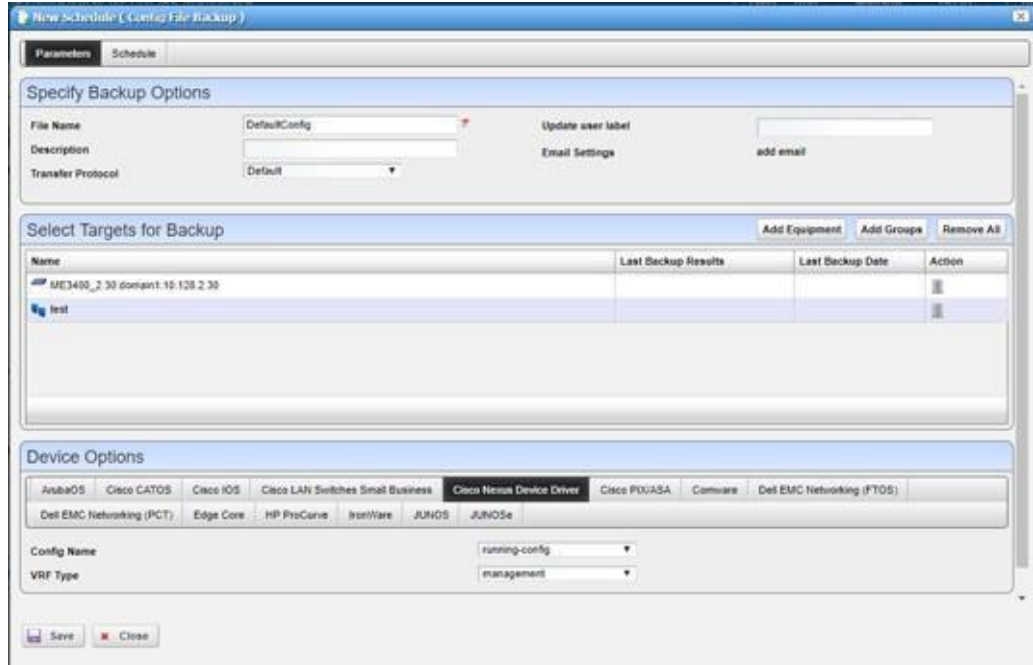 New Schedule ( Config File Backup )
Parameters Schedule
Specify Backup Options
File Name DefaultConfig * Update user label
Description Email Settings add email
Transfer Protocol Default
Select Targets for Backup Add Equipment Add Groups Remove All
Name Last Backup Results Last Backup Date Action
ME3400_2.30.domain1:10.128.2.30
test
Device Options
ArubaOS Cisco CATOS Cisco IOS Cisco LAN Switches Small Business Cisco Nexus Device Driver Cisco PIX/ASA Comware Dell EMC Networking (FTOS)
Dell EMC Networking (PCT) Edge Core HP ProCurve IronWare JUNOS JUNOSe
Config Name running-config
VRF Type management
Save Close